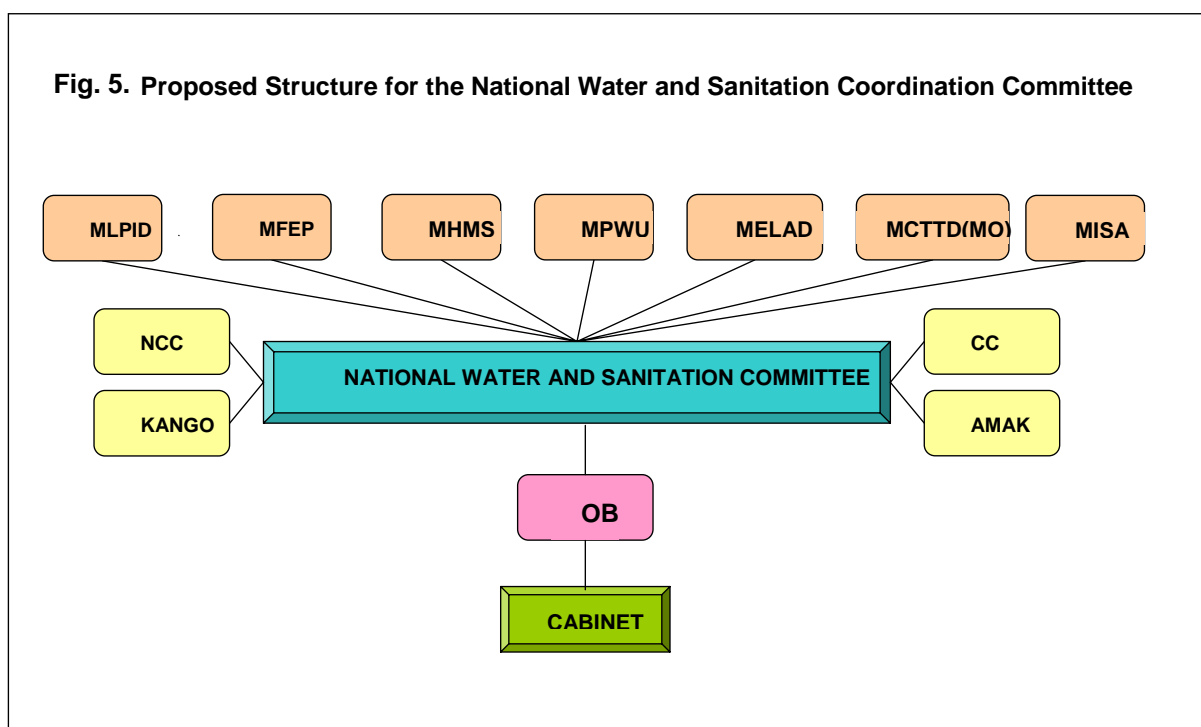 Fig. 5. Proposed Structure for the National Water and Sanitation Coordination Committee
MLPID MFEP MHMS MPWU MELAD MCTTD(MO) MISA
NCC CC
NATIONAL WATER AND SANITATION COMMITTEE
KANGO AMAK
OB
CABINET